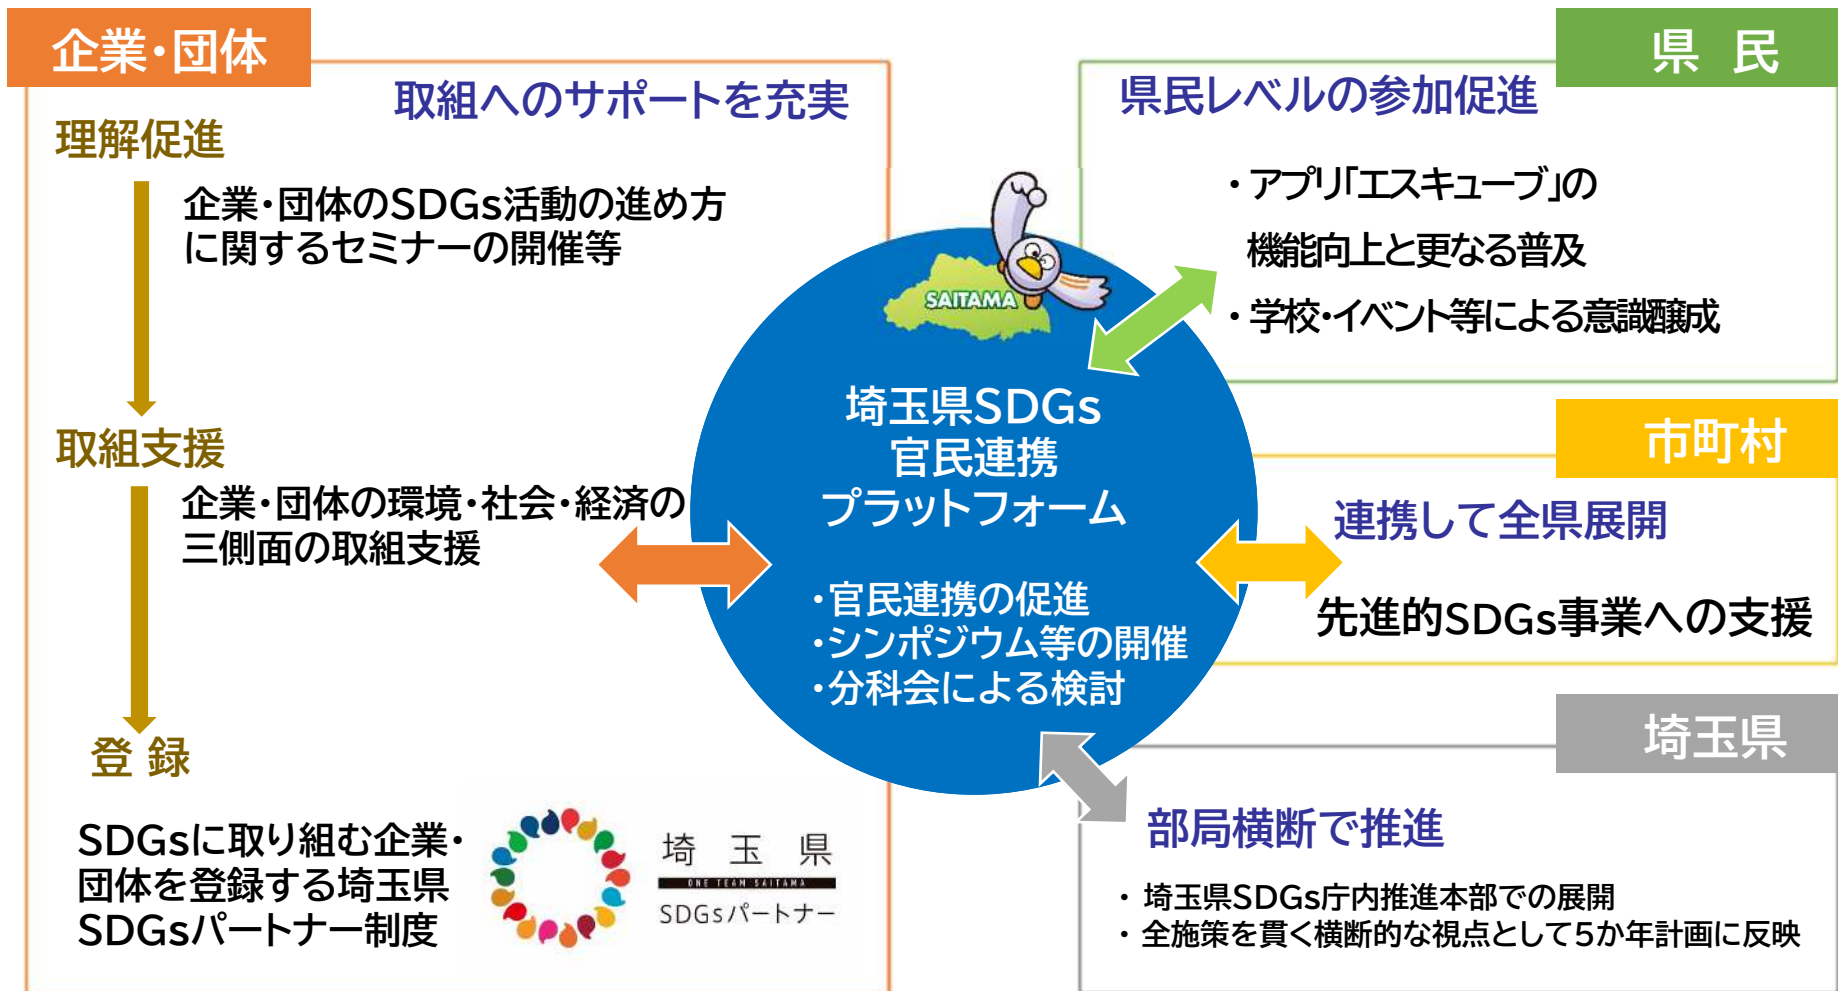 企業・団体
取組へのサポートを充実
理解促進
企業・団体のSDGs活動の進め方
に関するセミナーの開催等
取組支援
企業・団体の環境・社会・経済の
三側面の取組支援
登 録
SDGsに取り組む企業・
団体を登録する埼玉県
SDGsパートナー制度
埼 玉 県
ONE TEAM SAITAMA
SDGsパートナー
SAITAMA
埼玉県SDGs
官民連携
プラットフォーム
・官民連携の促進
・シンポジウム等の開催
・分科会による検討
県 民
県民レベルの参加促進
・アプリ「エスキューブ」の
機能向上と更なる普及
・学校・イベント等による意識醸成
市町村
連携して全県展開
先進的SDGs事業への支援
埼玉県
部局横断で推進
・ 埼玉県SDGs庁内推進本部での展開
・ 全施策を貫く横断的な視点として5か年計画に反映